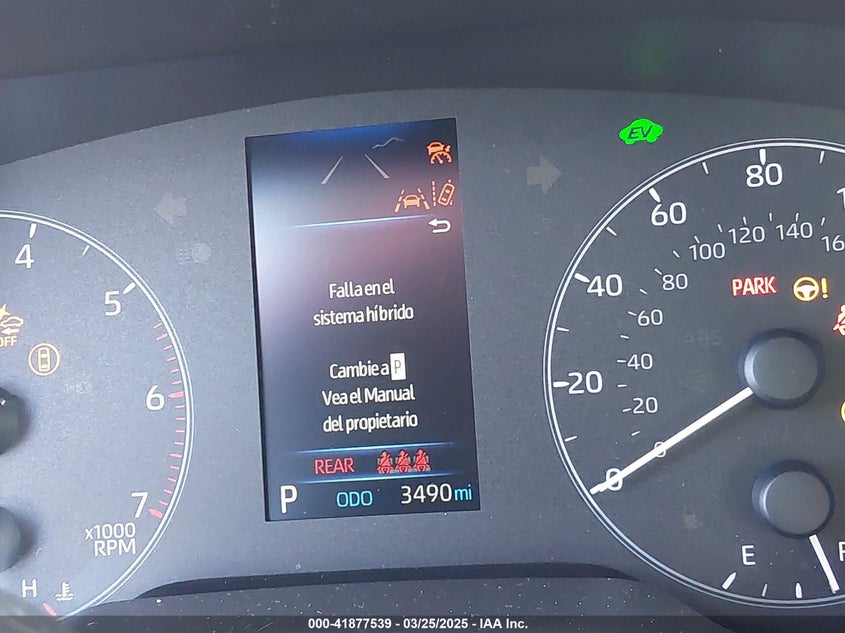 EV
80
60
100
120
140
16
4
40
80
PARK
!
5
Falla en el
sistema híbrido
60
OFF
Cambie a P
40
Vea el Manual
20
6
del propietario
20
REAR
0
0
P
ODO
3490 mi
7
x1000
RPM
E
F
H
000-41877539 - 03/25/2025 - IAA Inc.